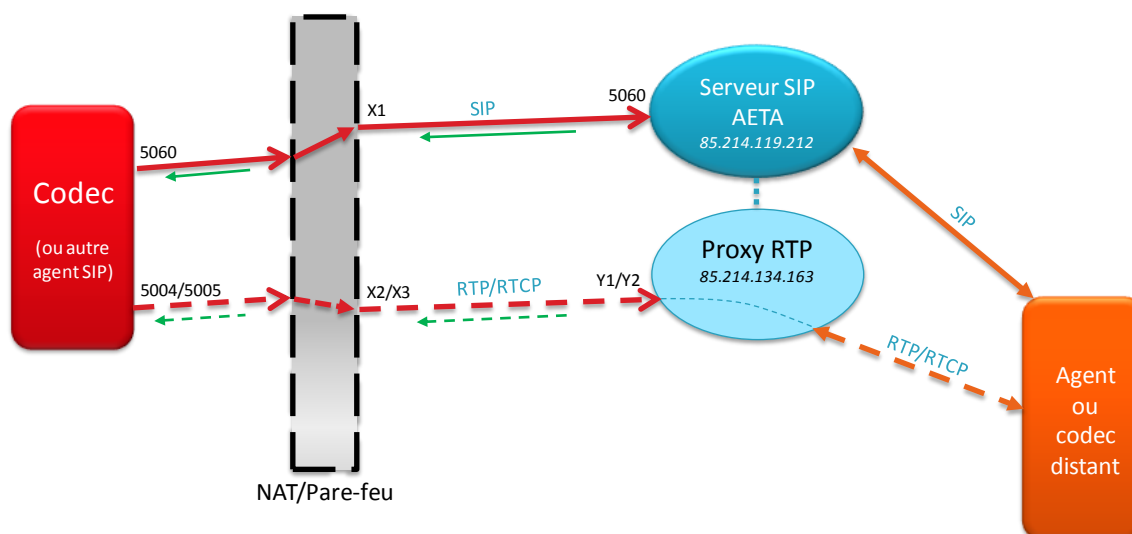 Serveur SIP
AETA
85.214.119.212
5060
X1
SIP
5060
Codec
(ou autre
agent SIP)
SIP
Proxy RTP
85.214.134.163
5004/5005
X2/X3
RTP/RTCP
Y1/Y2
RTP/RTCP
Agent
ou
codec
distant
NAT/Pare-feu